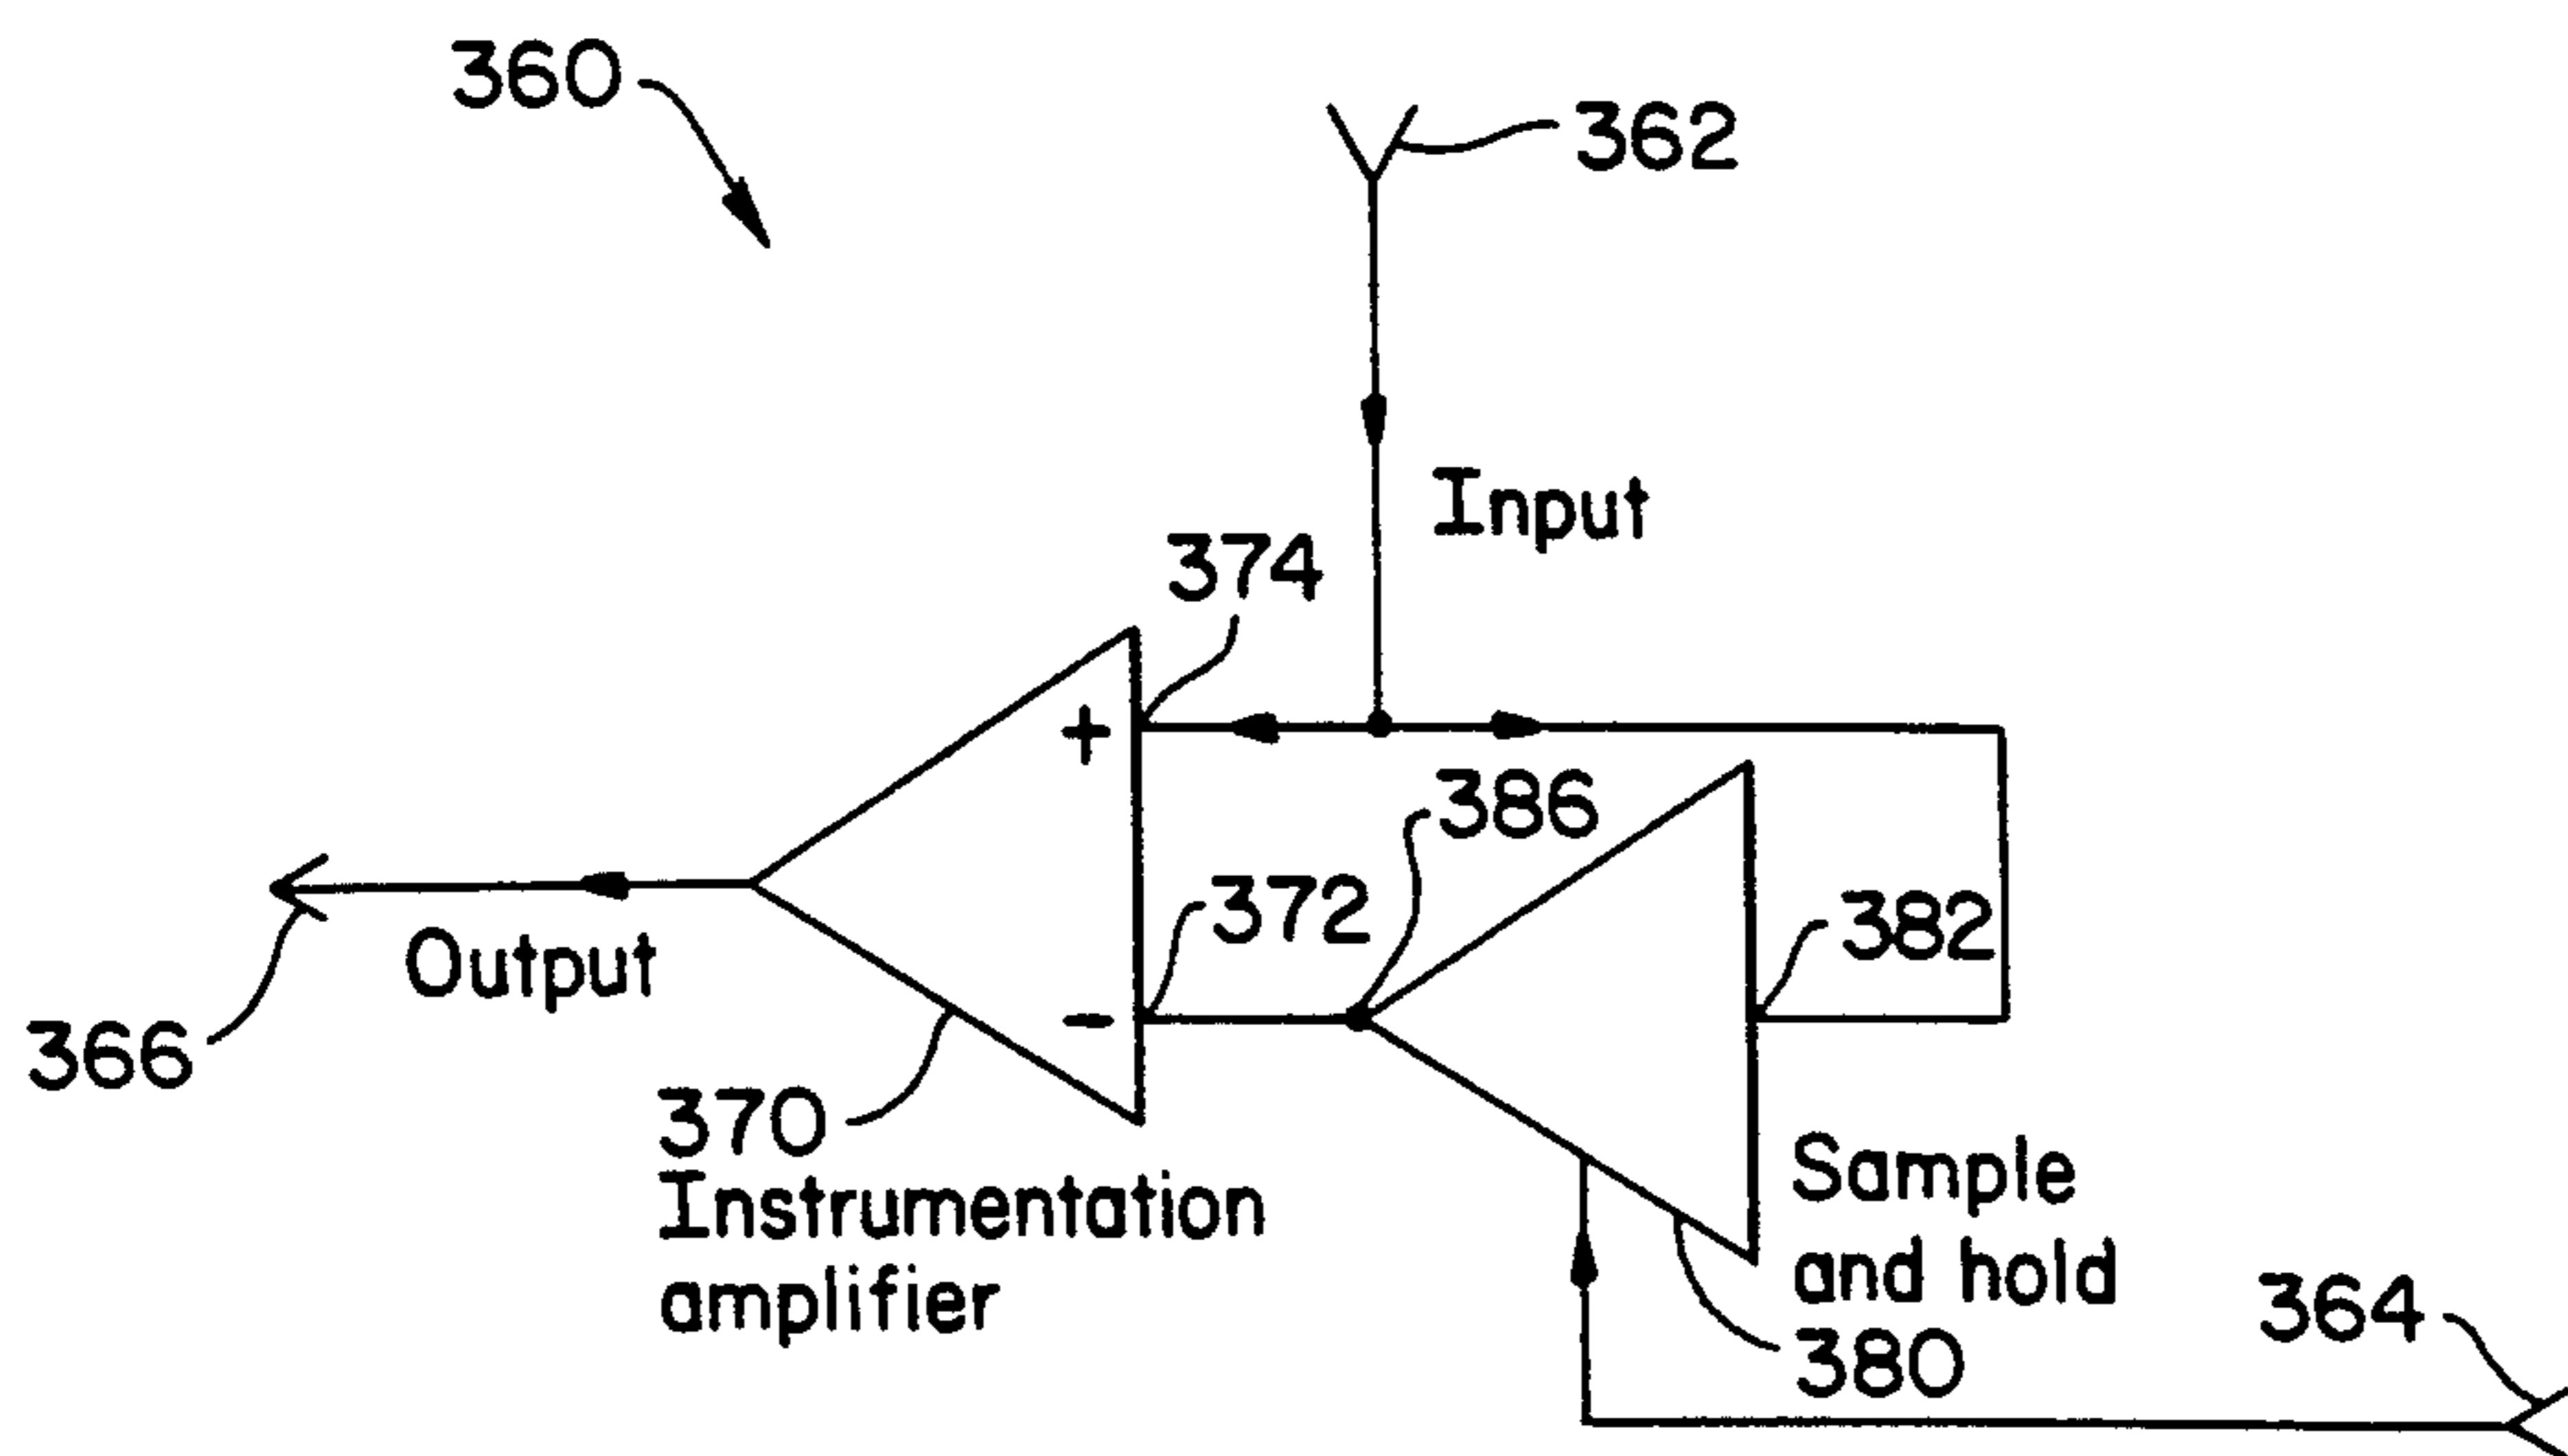 360
362
Input
374
+
386
372
382
-
Output
366
370
Instrumentation
amplifier
Sample
and hold
380
364